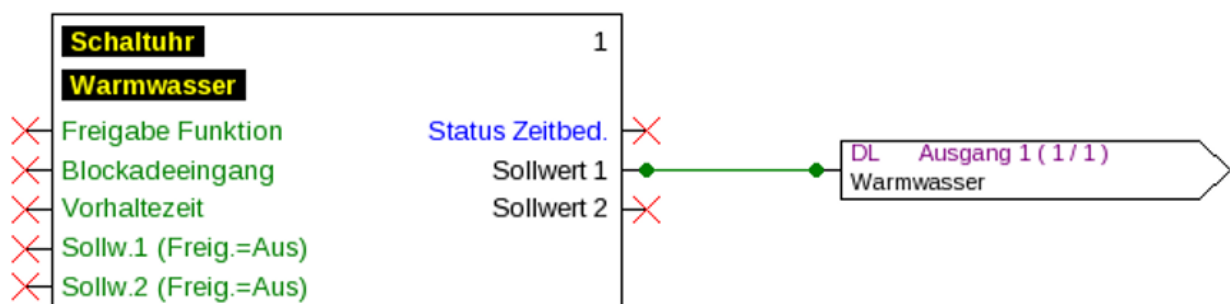 Schaltuhr 1
Warmwasser
Freigabe Funktion Status Zeitbed.
Blockadeeingang Sollwert 1
Vorhaltezeit Sollwert 2
Sollw.1 (Freig.=Aus)
Sollw.2 (Freig.=Aus)
DL Ausgang 1 ( 1 / 1 )
Warmwasser